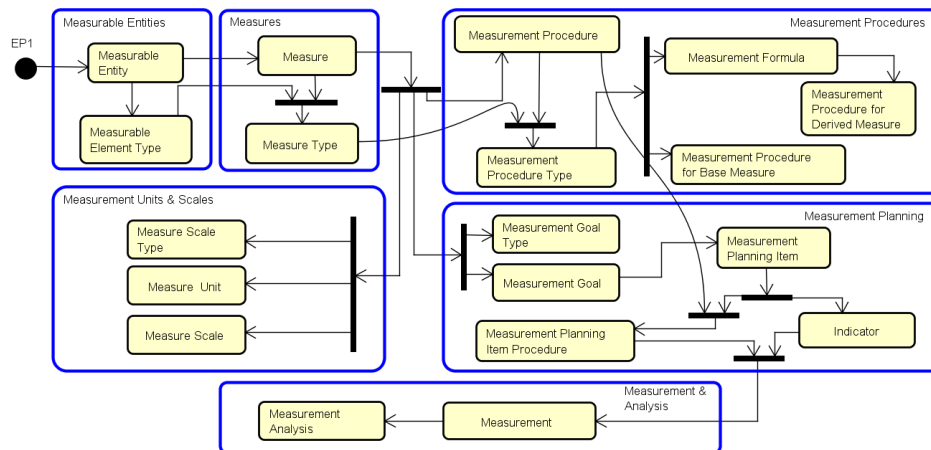 Measurable Entities
Measures
Measurement Procedures
EP1
Measurable
Entity
Measure
Measurement Procedure
Measurement Formula
Measurement
Procedure for
Derived Measure
Measurable
Element Type
Measure Type
Measurement
Procedure Type
Measurement Procedure
for Base Measure
Measurement Units & Scales
Measurement Planning
Measure Scale
Type
Measure  Unit
Measure Scale
Measurement Goal
Type
Measurement Goal
Measurement
Planning Item
Measurement Planning
Item Procedure
Indicator
Measurement &
Analysis
Measurement
Analysis
Measurement